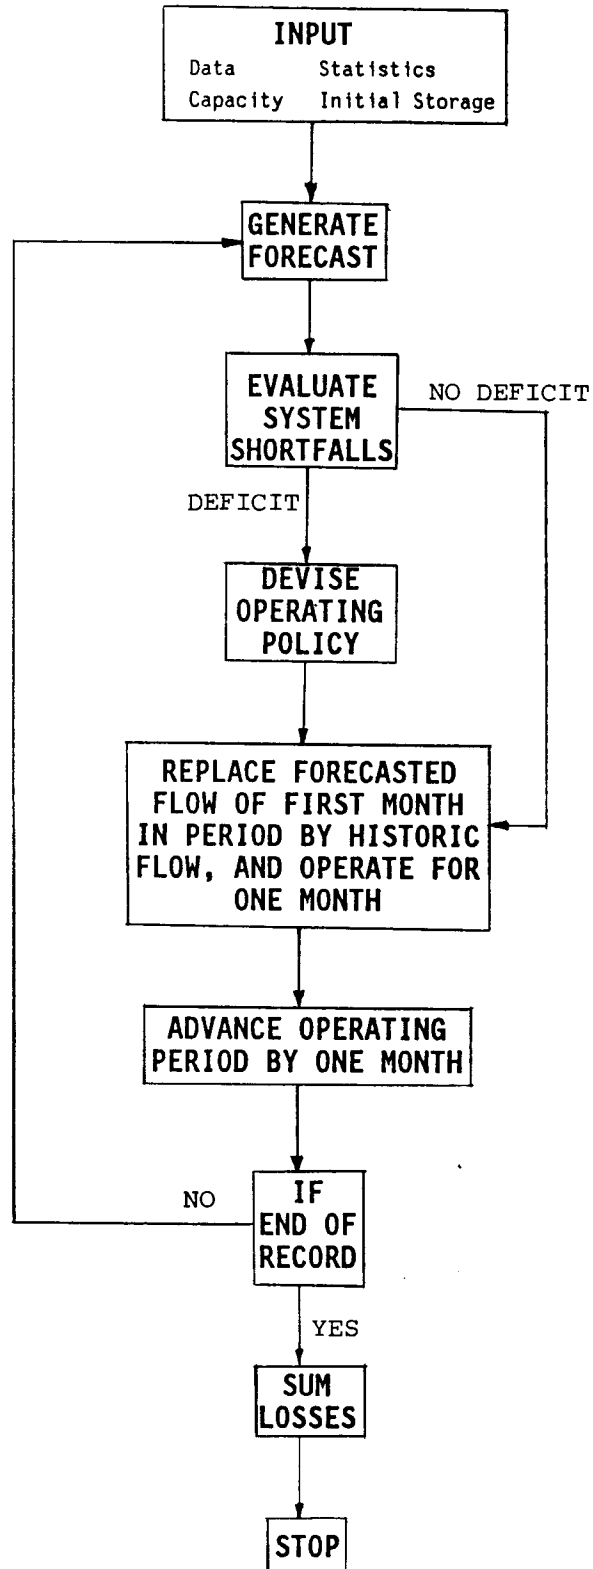 INPUT
Data Statistics
Capacity Initial Storage
GENERATE
FORECAST
EVALUATE
SYSTEM
SHORTFALLS
NO DEFICIT
DEFICIT
DEVISE
OPERATING
POLICY
REPLACE FORECASTED
FLOW OF FIRST MONTH
IN PERIOD BY HISTORIC
FLOW, AND OPERATE FOR
ONE MONTH
ADVANCE OPERATING
PERIOD BY ONE MONTH
NO
IF
END OF
RECORD
YES
SUM
LOSSES
STOP